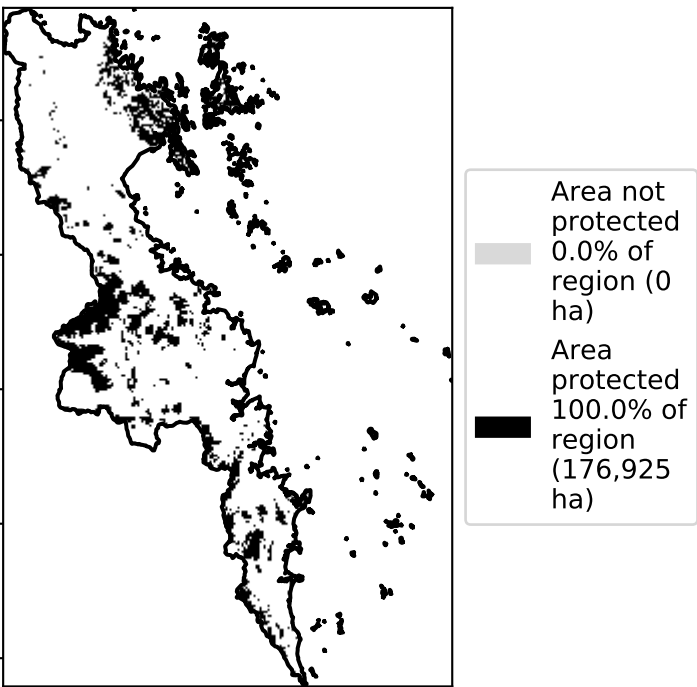 Area not
protected
0.0% of
region (0
ha)
Area
protected
100.0% of
region
(176,925
ha)